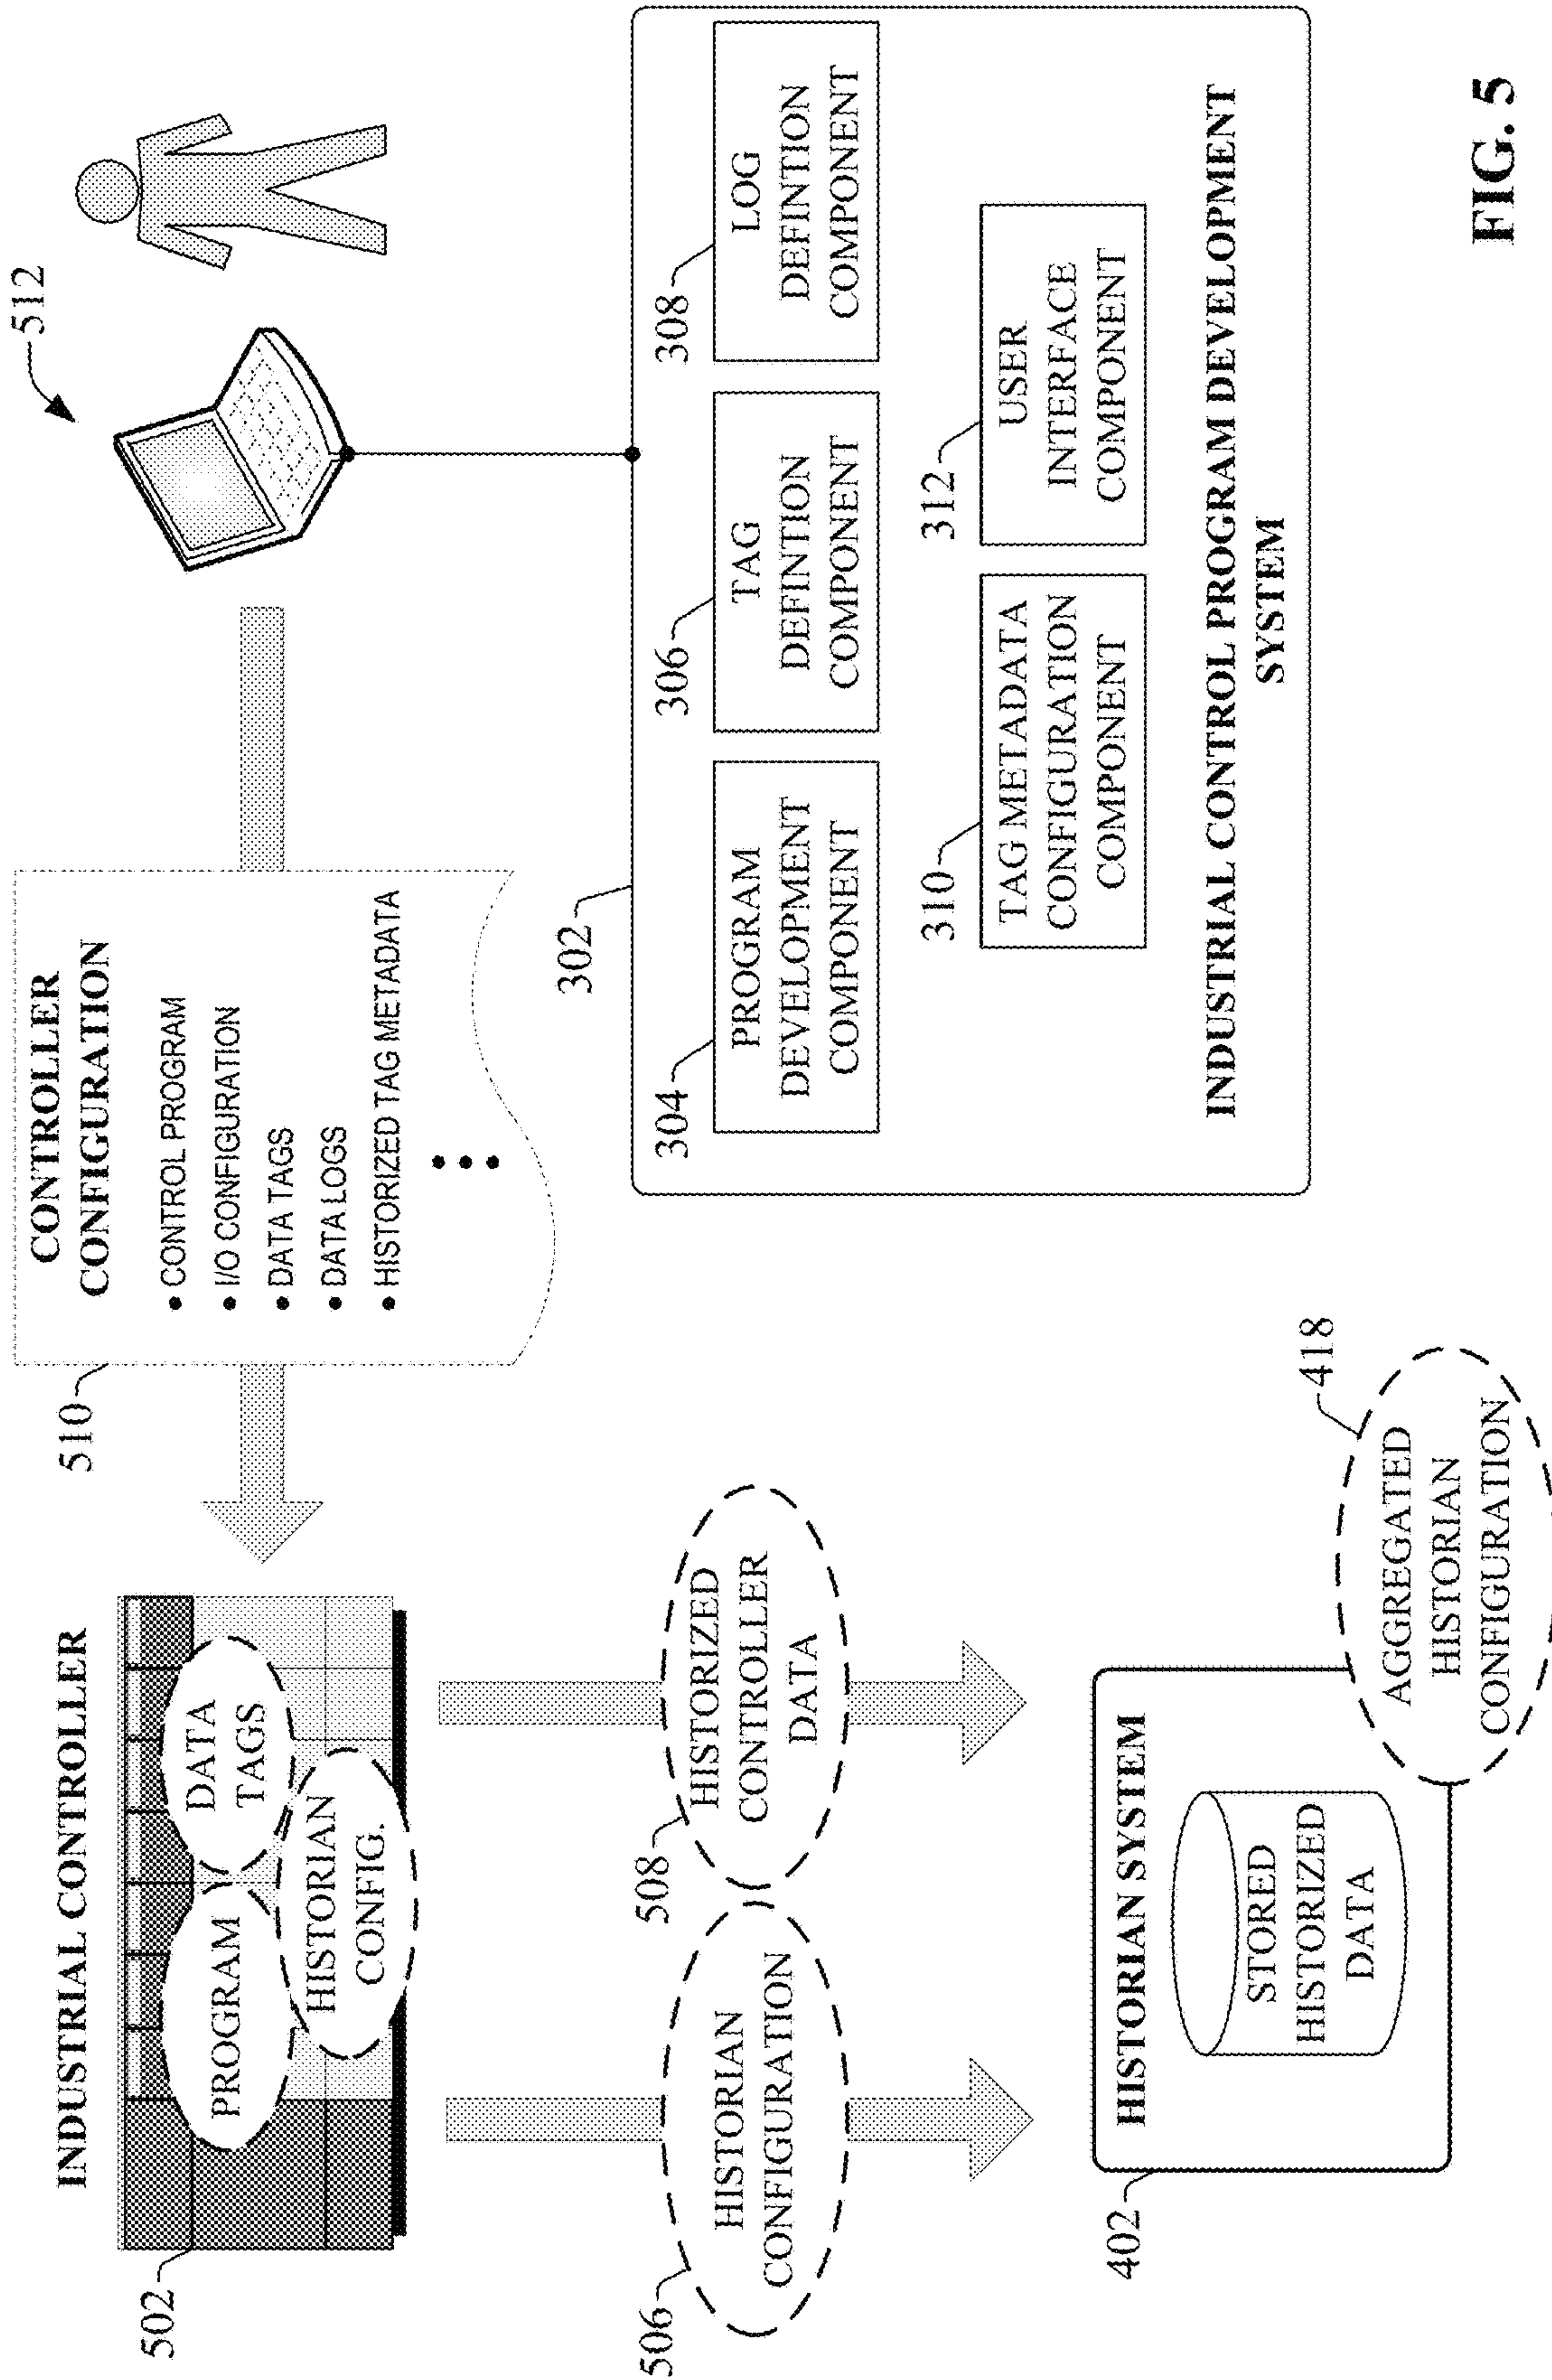 512
CONTROLLER
CONFIGURATION
• CONTROL PROGRAM
• I/O CONFIGURATION
• DATA TAGS
• DATA LOGS
• HISTORIZED TAG METADATA
510
INDUSTRIAL CONTROLLER
PROGRAM
DATA
TAGS
HISTORIAN
CONFIG.
502
506
HISTORIAN
CONFIGURATION
508
HISTORIZED
CONTROLLER
DATA
402
HISTORIAN SYSTEM
STORED
HISTORIZED
DATA
418
AGGREGATED
HISTORIAN
CONFIGURATION
302
304
PROGRAM
DEVELOPMENT
COMPONENT
306
TAG
DEFINTION
COMPONENT
308
LOG
DEFINTION
COMPONENT
310
TAG METADATA
CONFIGURATION
COMPONENT
312
USER
INTERFACE
COMPONENT
INDUSTRIAL CONTROL PROGRAM DEVELOPMENT
SYSTEM
FIG. 5